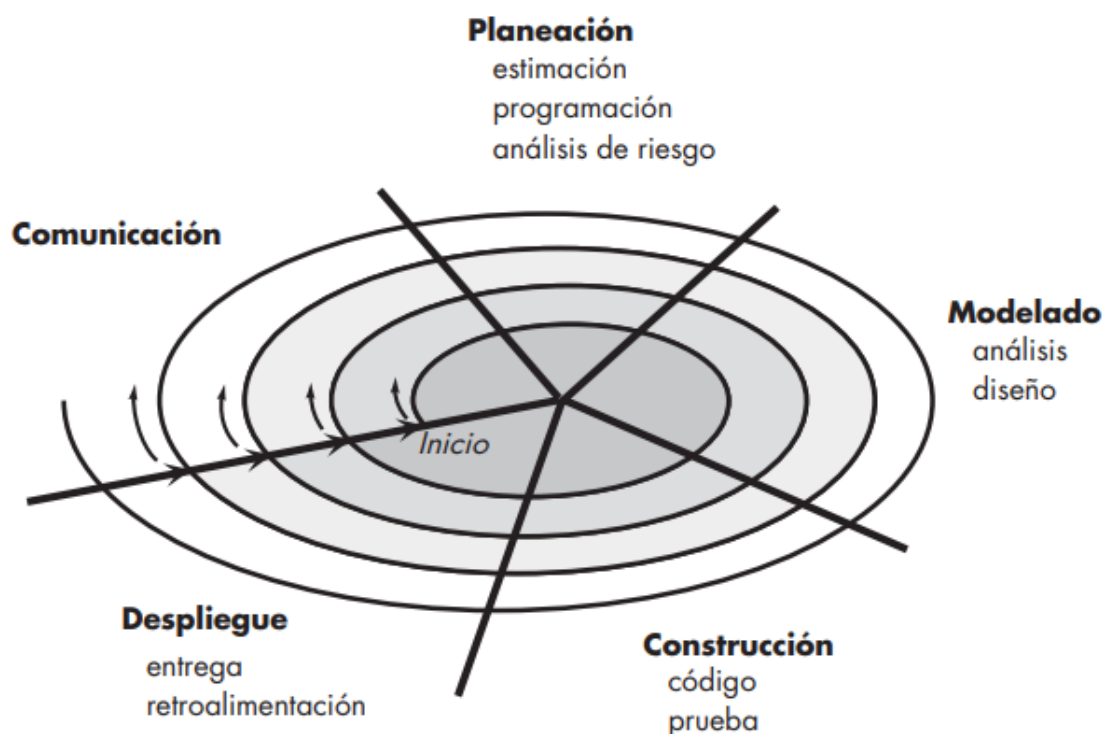 Planeación
estimación
programación
análisis de riesgo
Comunicación
Modelado
análisis
diseño
Inicio
Despliegue
entrega
retroalimentación
Construcción
código
prueba